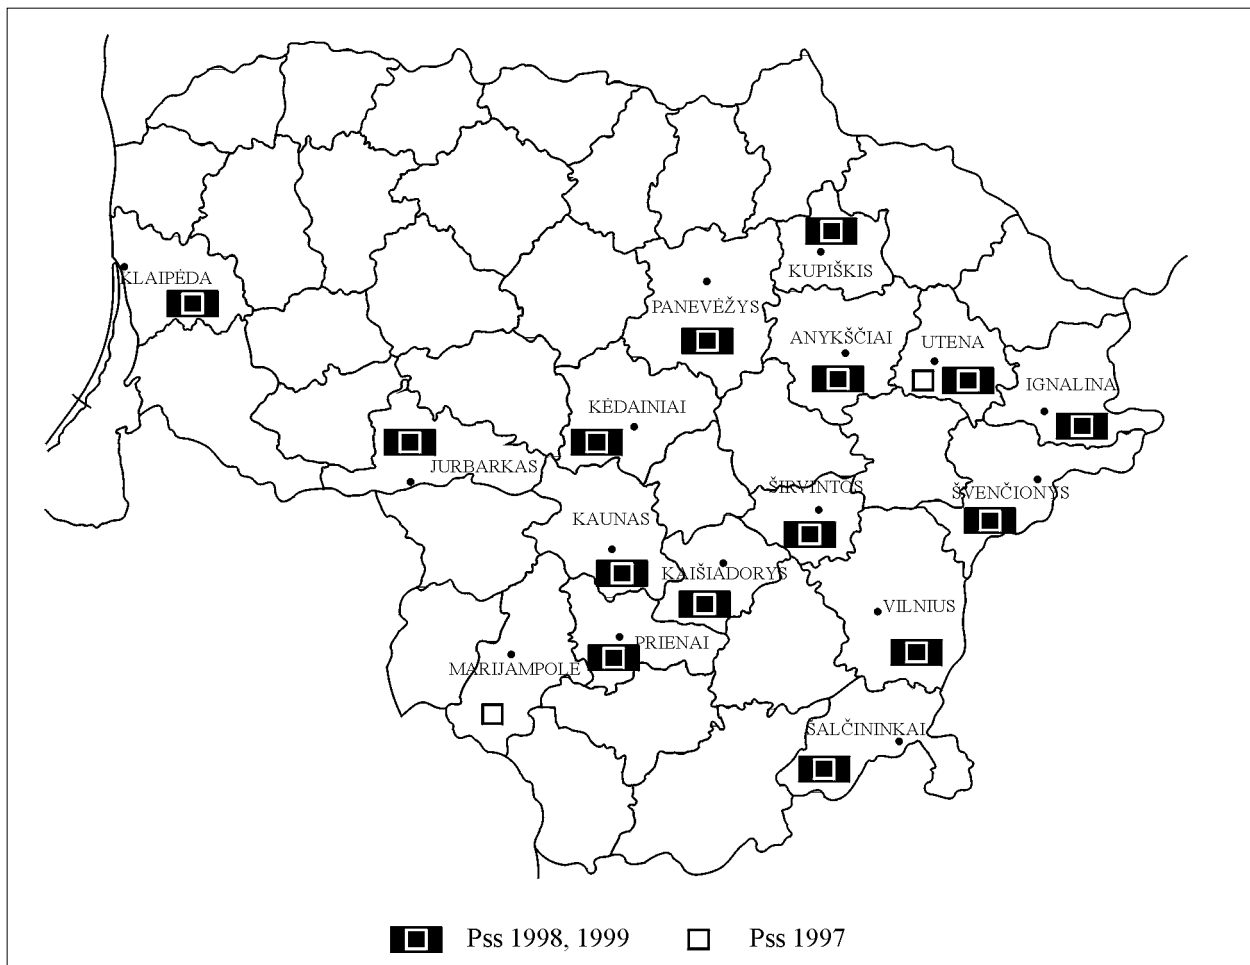 KLAIPĖDA
KUPIŠKIS
PANEVĖŽYS
ANYKŠČIAI
UTENA
IGNALINA
KĖDAINIAI
JURBARKAS
ŠIRVINTOS
ŠVENČIONYS
KAUNAS
KAIŠIADORYS
VILNIUS
PRIENAI
MARIJAMPOLĖ
ŠALČININKAI
Pss 1998, 1999 Pss 1997